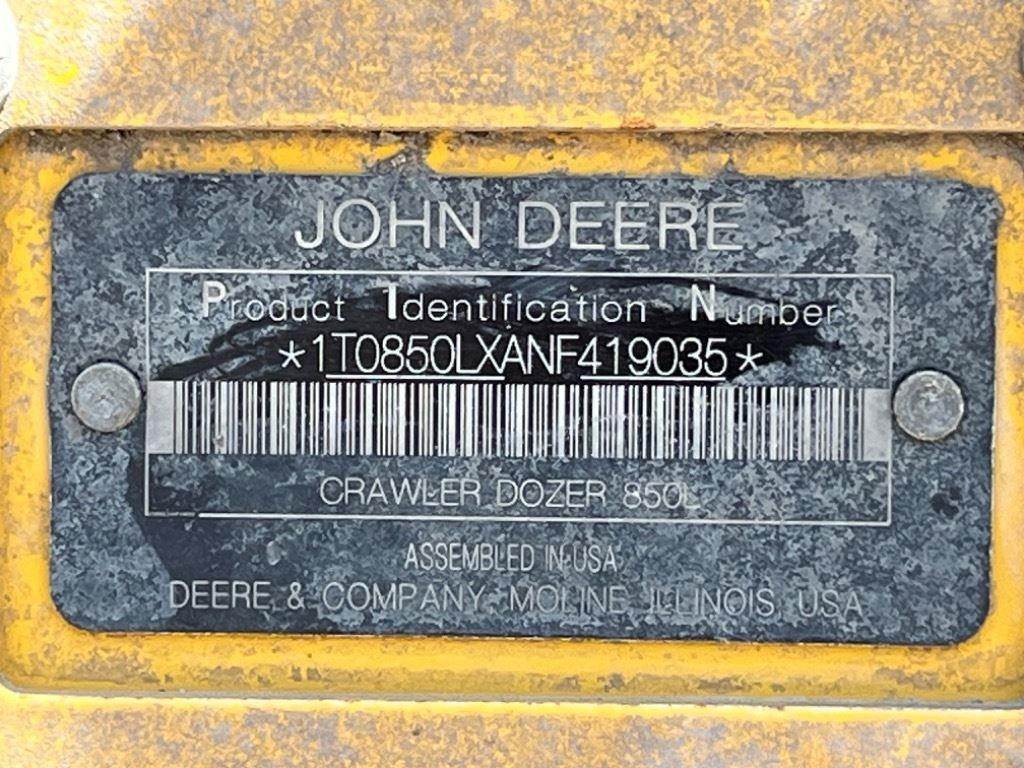 JOHN DEERE
Product Identification Number
*1T0850LXANF419035*
CRAWLER DOZER 850L
ASSEMBLED IN USA
DEERE & COMPANY MOLINE ILLINOIS USA